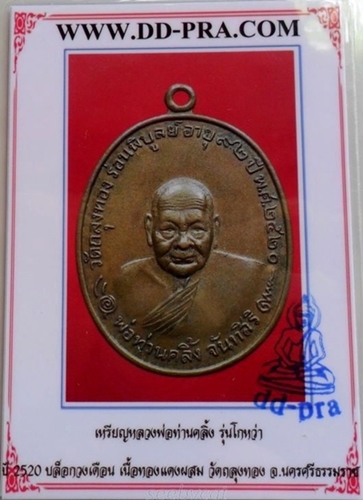 WWW.DD-PRA.COM
วัดถลุงทอง ร่อนพิบูลย์ อายุ ๙๒ ปี พ.ศ. ๒๕๒๐
พ่อท่านคลิ้ง จันทสิริ
dd-pra
เหรียญหลวงพ่อท่านคลิ้ง รุ่นโกหว่า
ปี 2520 บล็อกวงเดือน เนื้อทองแดงผสม วัดถลุงทอง จ.นครศรีธรรมราช